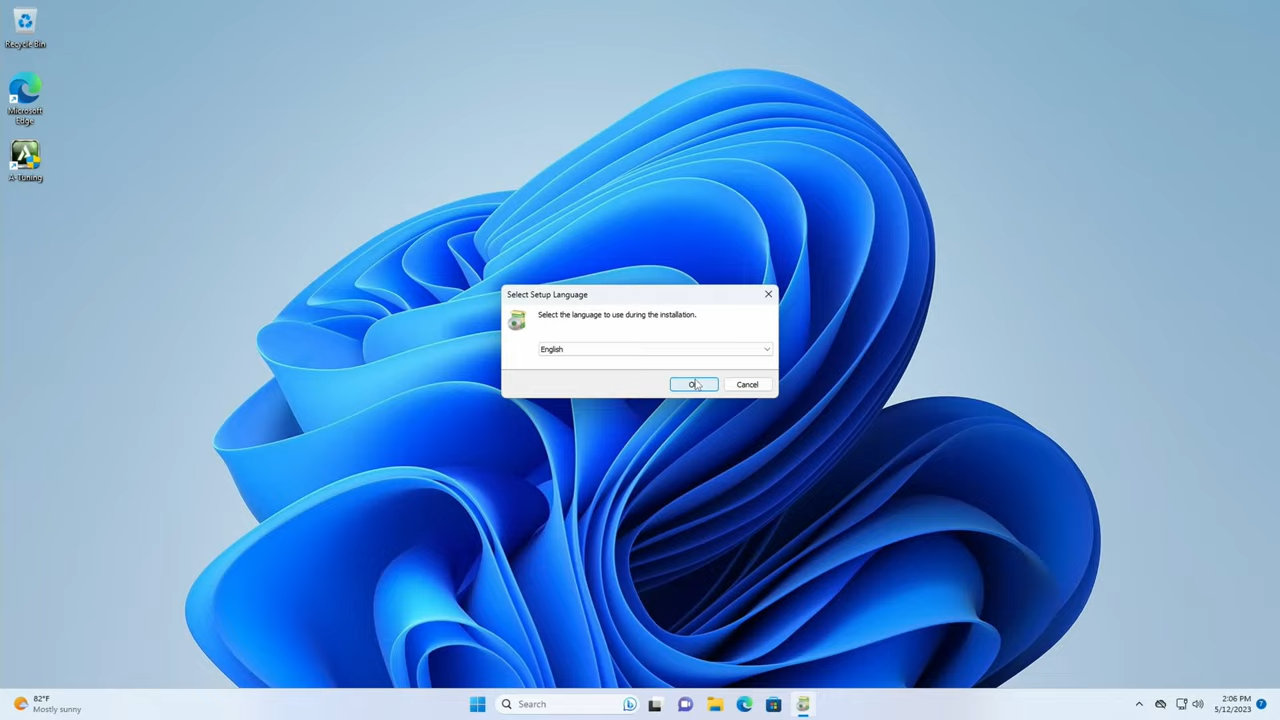 Recycle Bin
Microsoft
Edge
A-Tuning
Select Setup Language
Select the language to use during the installation.
English
Cancel
82°F
Mostly sunny
Search
2:06 PM
5/12/2023
7